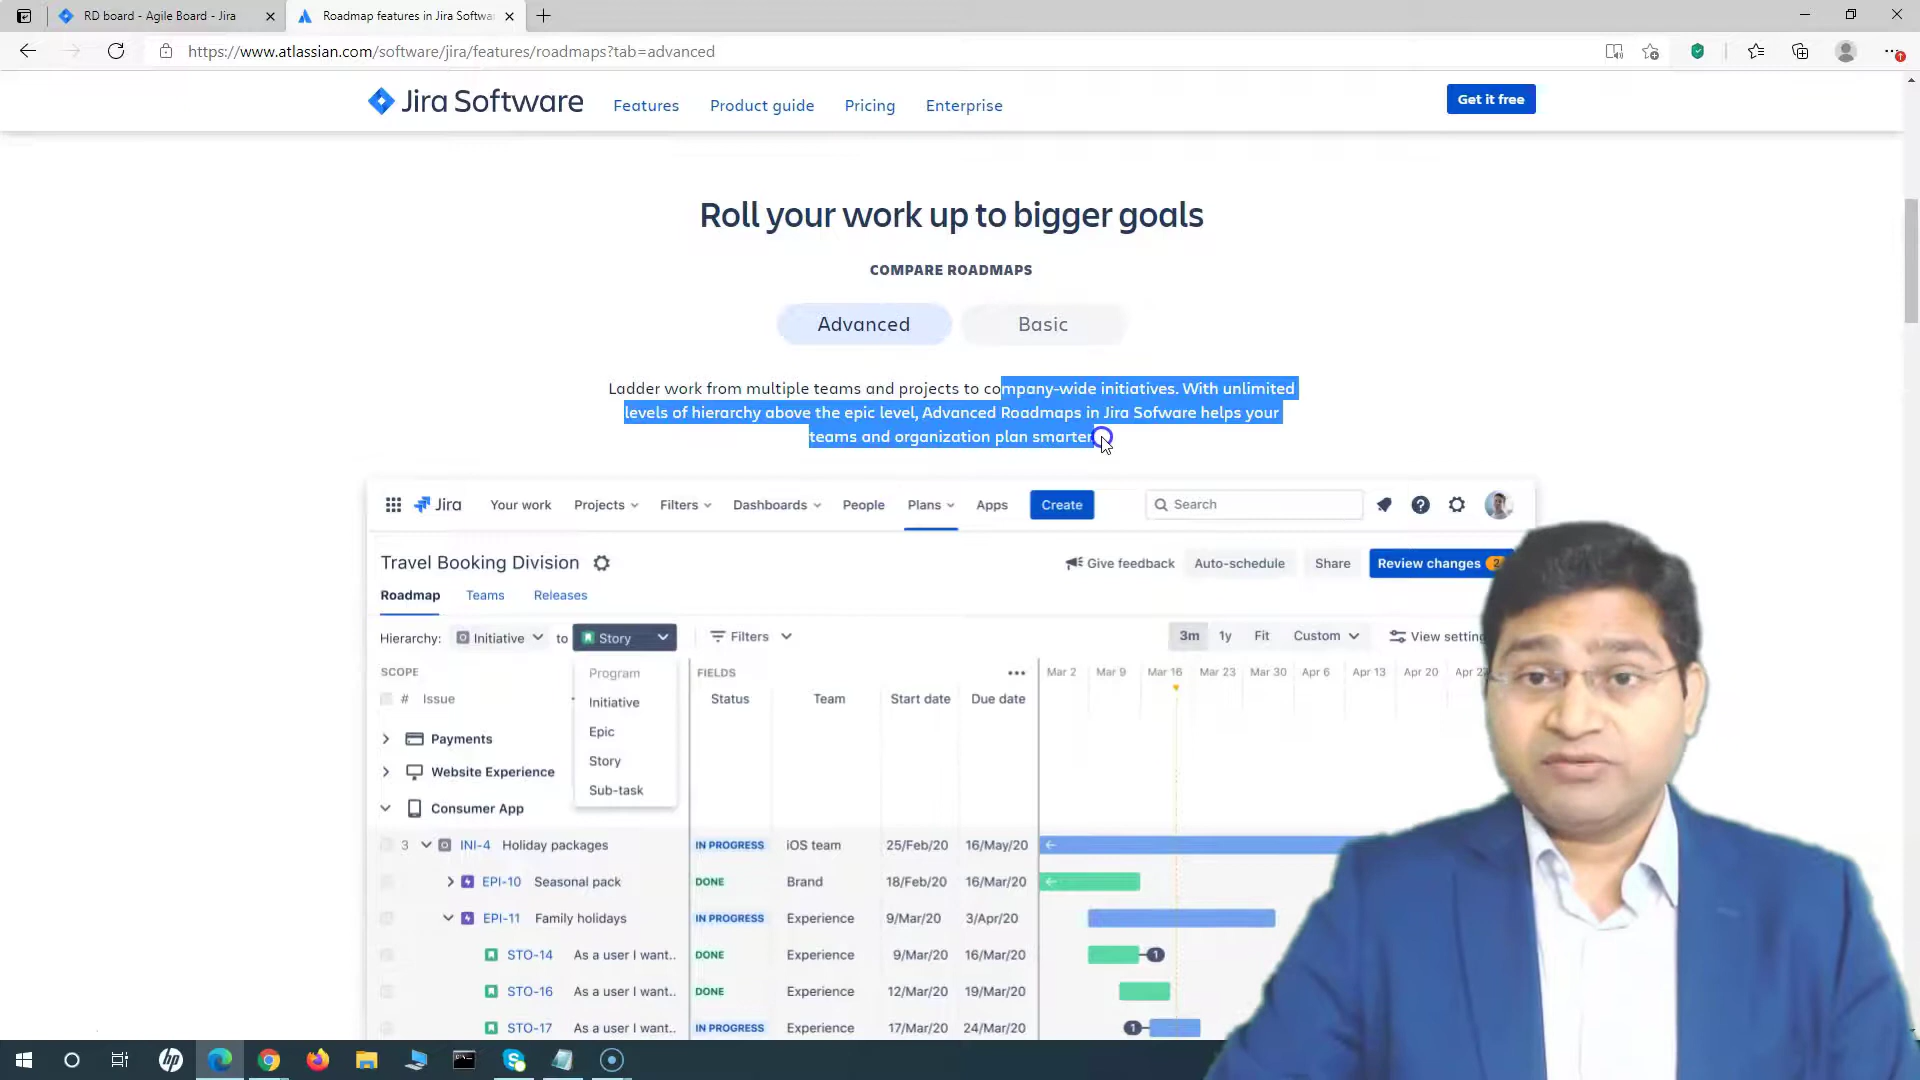 RD board - Agile Board - Jira
Roadmap features in Jira Softwa
https://www.atlassian.com/software/jira/features/roadmaps?tab=advanced
Jira Software
Features
Product guide
Pricing
Enterprise
Get it free
Roll your work up to bigger goals
COMPARE ROADMAPS
Advanced
Basic
Ladder work from multiple teams and projects to company-wide initiatives. With unlimited
levels of hierarchy above the epic level, Advanced Roadmaps in Jira Sofware helps your
teams and organization plan smarter.
Jira
Your work
Projects
Filters
Dashboards
People
Plans
Apps
Create
Search
Travel Booking Division
Give feedback
Auto-schedule
Share
Review changes 2
Roadmap
Teams
Releases
Hierarchy:
Initiative
to
Story
Filters
3m
1y
Fit
Custom
View setting
SCOPE
Program
FIELDS
Mar 2
Mar 9
Mar 16
Mar 23
Mar 30
Apr 6
Apr 13
Apr 20
Apr 2
# Issue
Initiative
Status
Team
Start date
Due date
Epic
Story
Sub-task
Payments
Website Experience
Consumer App
3 INI-4 Holiday packages IN PROGRESS iOS team 25/Feb/20 16/May/20
EPI-10 Seasonal pack DONE Brand 18/Feb/20 16/Mar/20
EPI-11 Family holidays IN PROGRESS Experience 9/Mar/20 3/Apr/20
STO-14 As a user I want.. DONE Experience 9/Mar/20 16/Mar/20 1
STO-16 As a user I want.. DONE Experience 12/Mar/20 19/Mar/20
STO-17 As a user I want.. IN PROGRESS Experience 17/Mar/20 24/Mar/20 1
hp